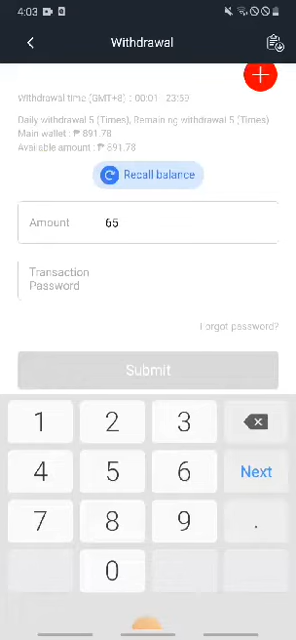 4:03
Withdrawal
Withdrawal time (GMT+8) : 00:01 - 23:59
Daily withdrawal 5 (Times), Remaining withdrawal 5 (Times)
Main wallet : ₱ 891.78
Available amount : ₱ 891.78
Recall balance
Amount 65
Transaction
Password
Forgot password?
Submit
1 2 3
4 5 6 Next
7 8 9 .
0